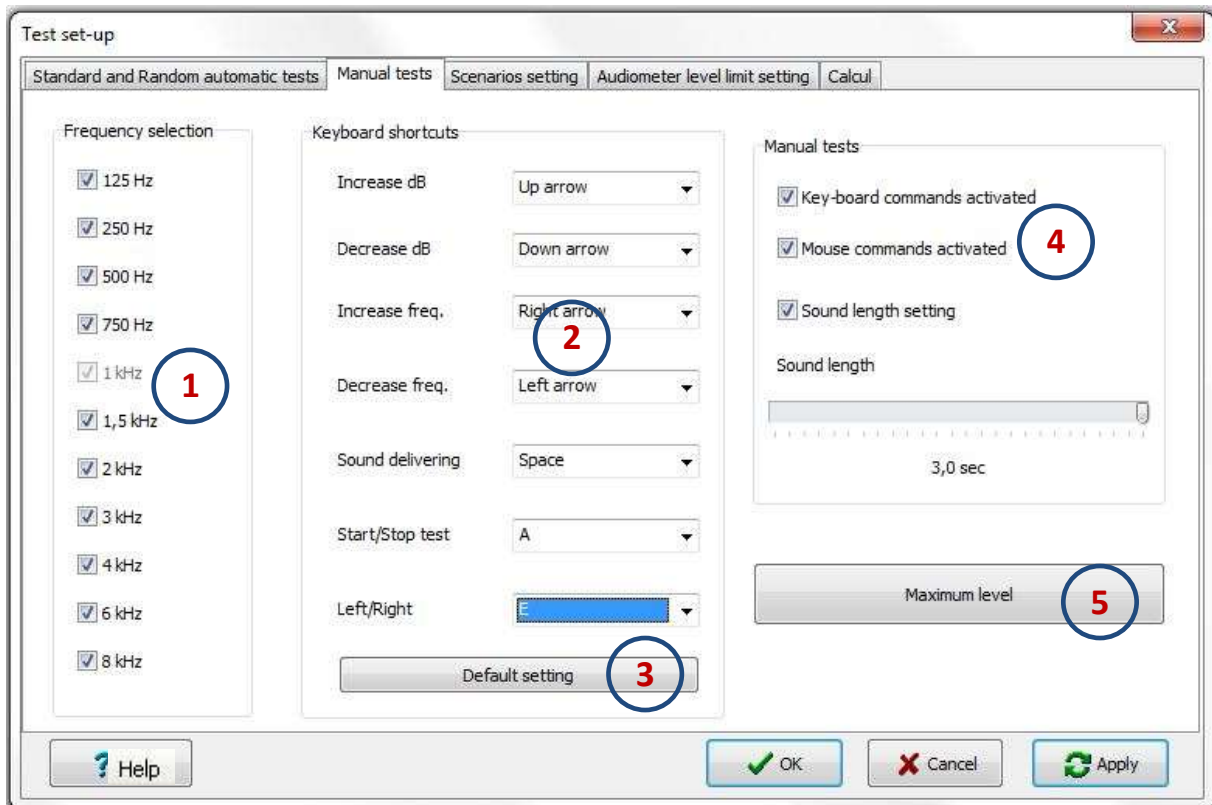 Test set-up
Standard and Random automatic tests
Manual tests
Scenarios setting
Audiometer level limit setting
Calcul
Frequency selection
125 Hz
250 Hz
500 Hz
750 Hz
1 kHz
1,5 kHz
2 kHz
3 kHz
4 kHz
6 kHz
8 kHz
1
Keyboard shortcuts
Increase dB Up arrow
Decrease dB Down arrow
Increase freq. Right arrow
2
Decrease freq. Left arrow
Sound delivering Space
Start/Stop test A
Left/Right E
Default setting 3
Manual tests
Key-board commands activated
Mouse commands activated
4
Sound length setting
Sound length
3,0 sec
Maximum level 5
? Help
OK
Cancel
Apply